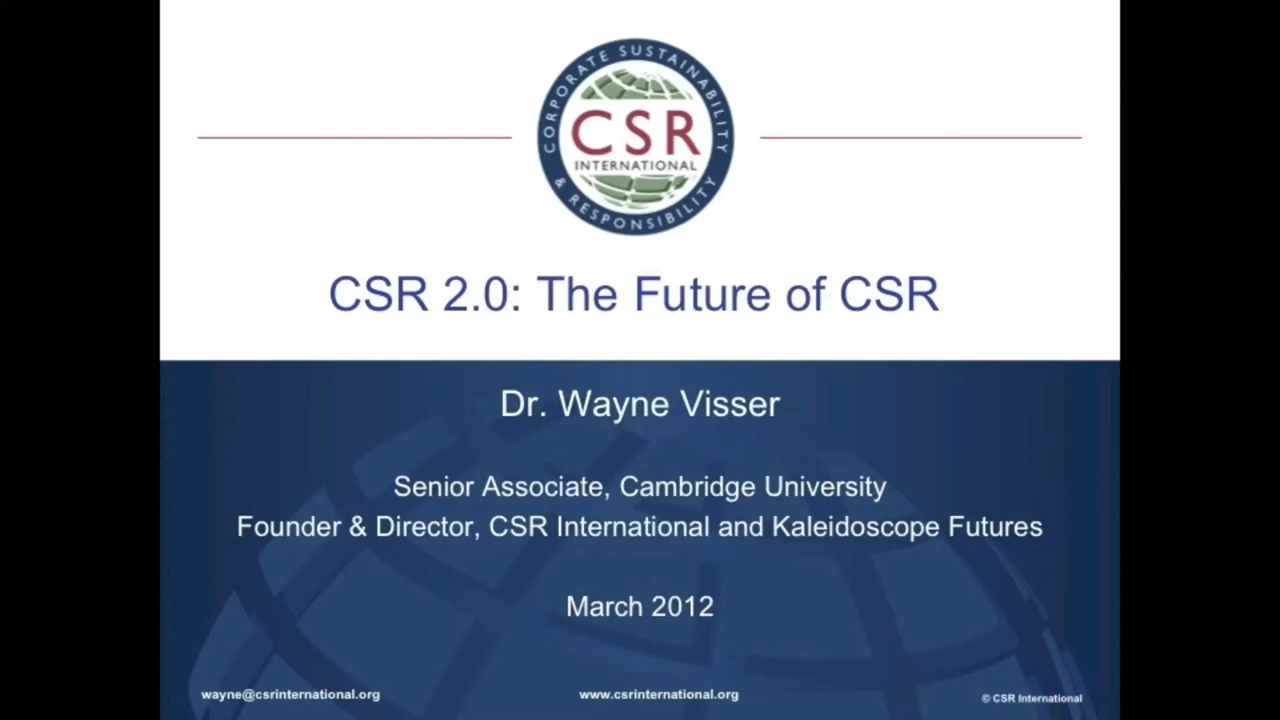 CORPORATE SUSTAINABILITY
& RESPONSIBILITY
CSR
INTERNATIONAL
CSR 2.0: The Future of CSR
Dr. Wayne Visser
Senior Associate, Cambridge University
Founder & Director, CSR International and Kaleidoscope Futures
March 2012
wayne@csrinternational.org
www.csrinternational.org
© CSR International